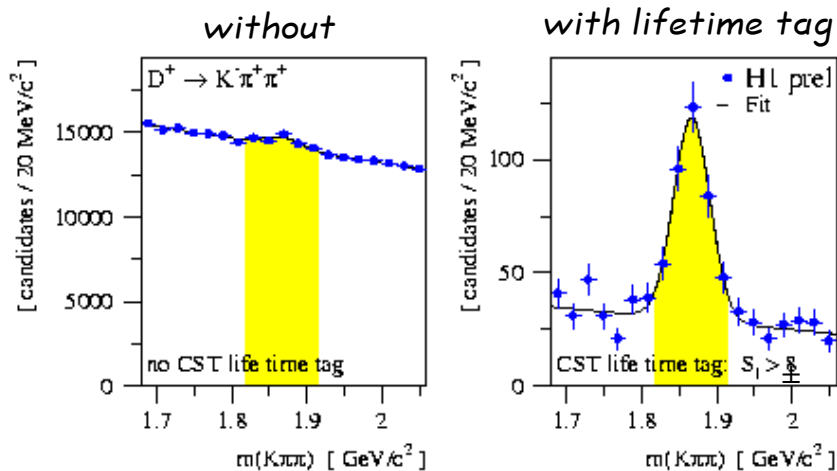 without
with lifetime tag
D⁺ → K⁻π⁺π⁺
[ candidates / 20 MeV/c² ]
15000
10000
5000
0
no CST life time tag
1.7
1.8
1.9
2
m(Kππ) [ GeV/c² ]
H1 prel
Fit
[ candidates / 20 MeV/c² ]
100
50
0
CST life time tag: S_l > 8
1.7
1.8
1.9
2
m(Kππ) [ GeV/c² ]